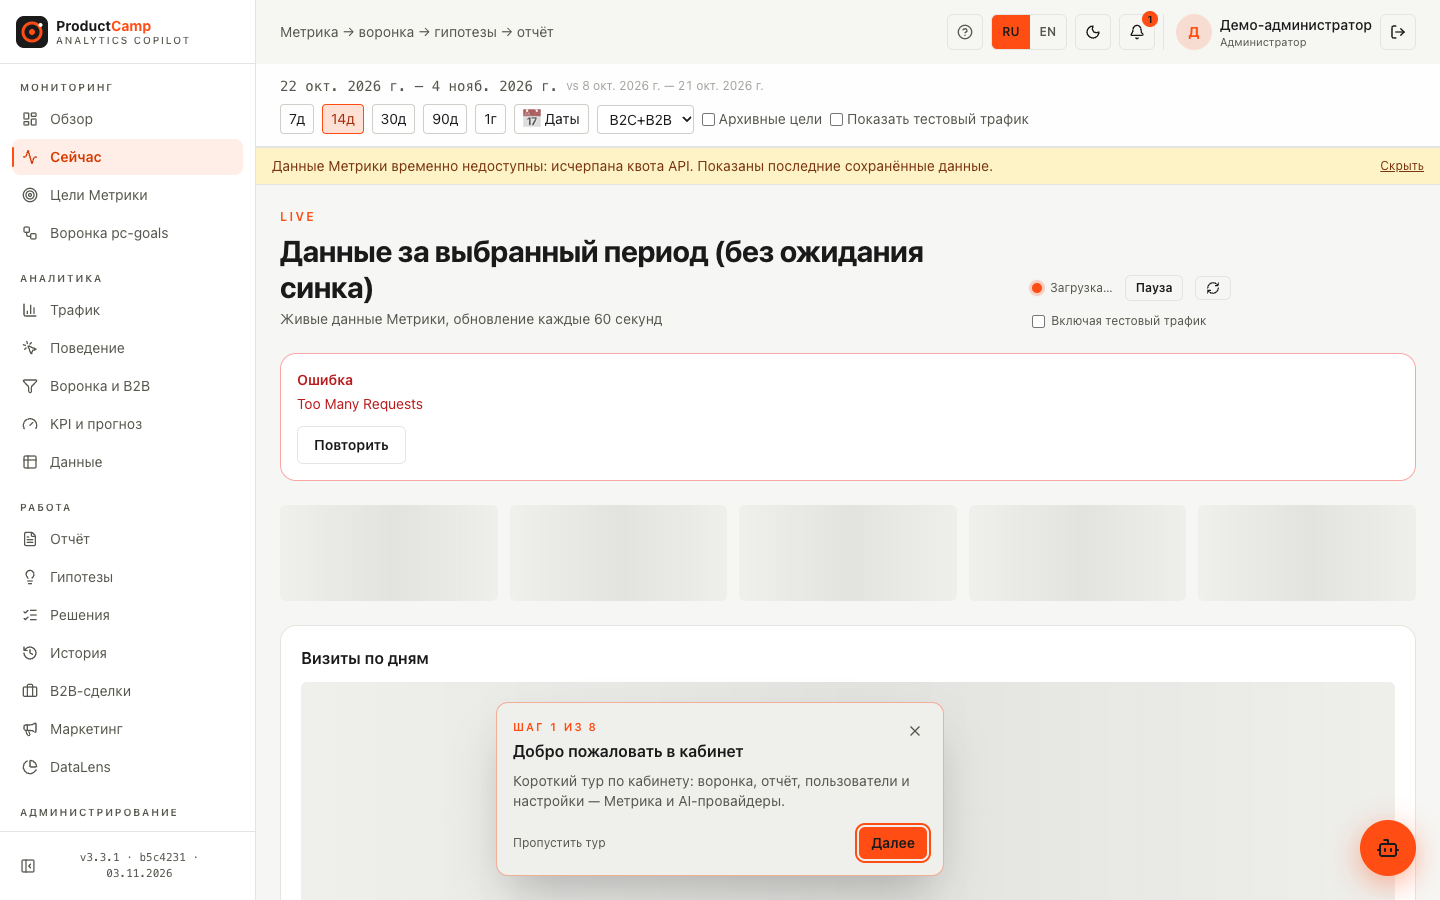 ProductCamp
ANALYTICS COPILOT
МОНИТОРИНГ
Обзор
Сейчас
Цели Метрики
Воронка pc-goals
АНАЛИТИКА
Трафик
Поведение
Воронка и B2B
KPI и прогноз
Данные
РАБОТА
Отчёт
Гипотезы
Решения
История
B2B-сделки
Маркетинг
DataLens
АДМИНИСТРИРОВАНИЕ
v3.3.1 · b5c4231 ·
03.11.2026
Метрика → воронка → гипотезы → отчёт
RU EN
1
Д
Демо-администратор
Администратор
22 окт. 2026 г. — 4 нояб. 2026 г. vs 8 окт. 2026 г. — 21 окт. 2026 г.
7д 14д 30д 90д 1г Даты B2C+B2B Архивные цели Показать тестовый трафик
Данные Метрики временно недоступны: исчерпана квота API. Показаны последние сохранённые данные. Скрыть
LIVE
Данные за выбранный период (без ожидания
синка)
Живые данные Метрики, обновление каждые 60 секунд
Загрузка... Пауза
Включая тестовый трафик
Ошибка
Too Many Requests
Повторить
Визиты по дням
ШАГ 1 ИЗ 8
Добро пожаловать в кабинет
Короткий тур по кабинету: воронка, отчёт, пользователи и
настройки — Метрика и AI-провайдеры.
Пропустить тур Далее